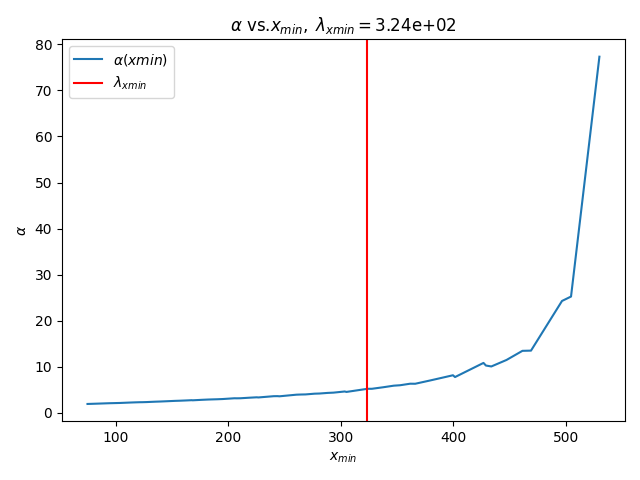 α vs.x_min, λ_xmin = 3.24e+02
α(xmin)
λ_xmin
80
70
60
50
40
30
20
10
0
α
100 200 300 400 500
x_min